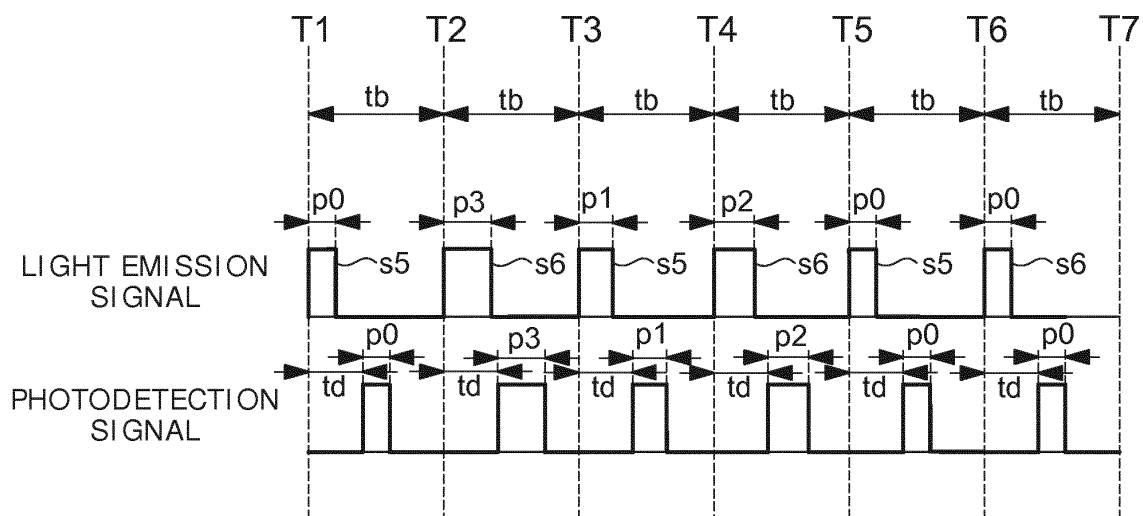 T1 T2 T3 T4 T5 T6 T7
tb tb tb tb tb tb
p0 p3 p1 p2 p0 p0
LIGHT EMISSION
SIGNAL
s5 s6 s5 s6 s5 s6
p0 p3 p1 p2 p0 p0
td td td td td td
PHOTODETECTION
SIGNAL